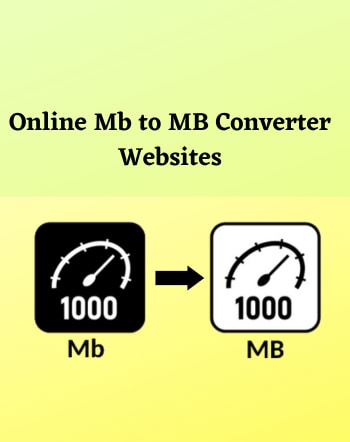 Online Mb to MB Converter
Websites
1000
1000
Mb
MB